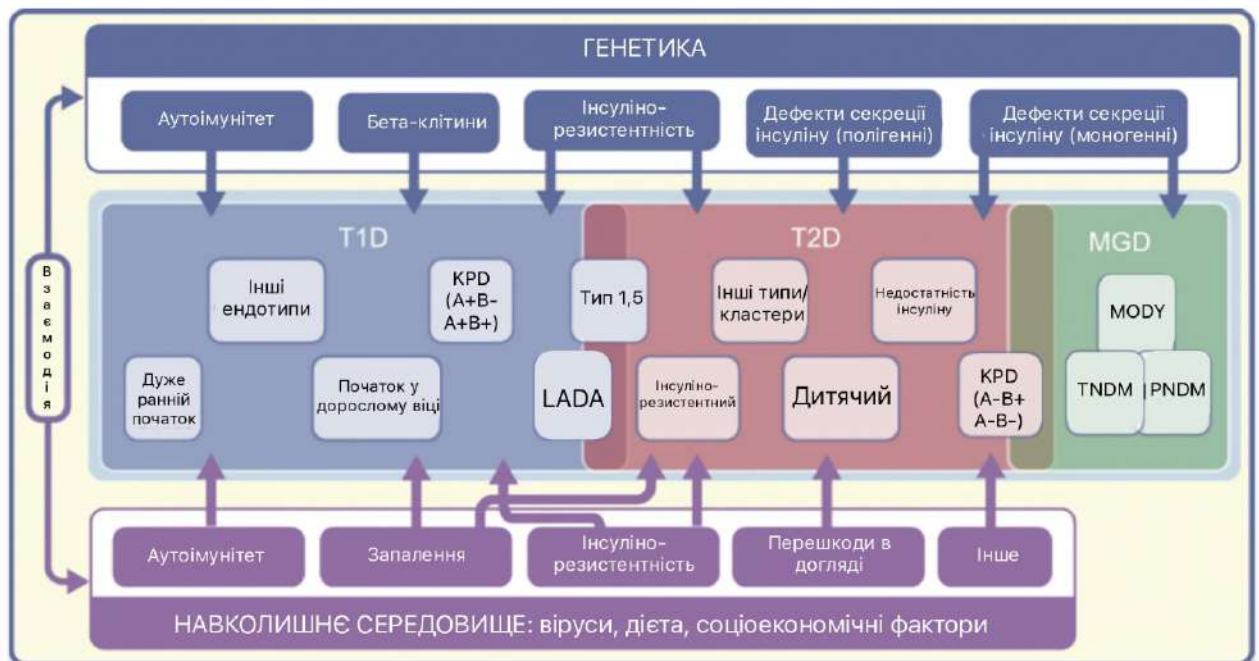 ГЕНЕТИКА
Аутоімунітет
Бета-клітини
Інсуліно-
резистентність
Дефекти секреції
інсуліну (полігенні)
Дефекти секреції
інсуліну (моногенні)
Взаємодія
T1D
T2D
MGD
Інші
ендотипи
KPD
(A+B-
A+B+)
Тип 1,5
Інші типи/
кластери
Недостатність
інсуліну
MODY
Дуже
ранній
початок
Початок у
дорослому віці
LADA
Інсуліно-
резистентний
Дитячий
KPD
(A-B+
A-B-)
TNDM
PNDM
Аутоімунітет
Запалення
Інсуліно-
резистентність
Перешкоди в
догляді
Інше
НАВКОЛИШНЄ СЕРЕДОВИЩЕ: віруси, дієта, соціоекономічні фактори